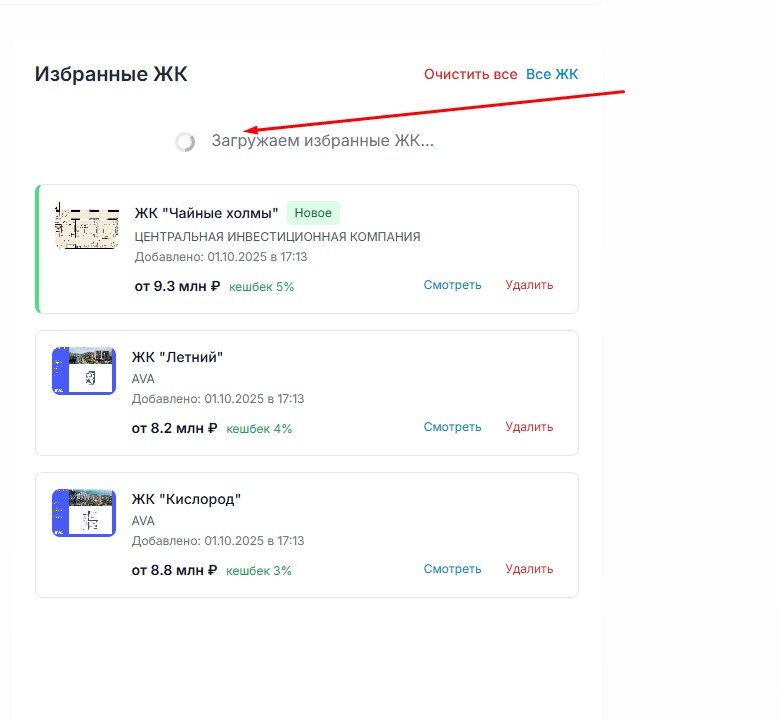 Избранные ЖК
Очистить все Все ЖК
Загружаем избранные ЖК...
ЖК "Чайные холмы" Новое
ЦЕНТРАЛЬНАЯ ИНВЕСТИЦИОННАЯ КОМПАНИЯ
Добавлено: 01.10.2025 в 17:13
от 9.3 млн ₽ кешбек 5%
Смотреть Удалить
ЖК "Летний"
AVA
Добавлено: 01.10.2025 в 17:13
от 8.2 млн ₽ кешбек 4%
Смотреть Удалить
ЖК "Кислород"
AVA
Добавлено: 01.10.2025 в 17:13
от 8.8 млн ₽ кешбек 3%
Смотреть Удалить